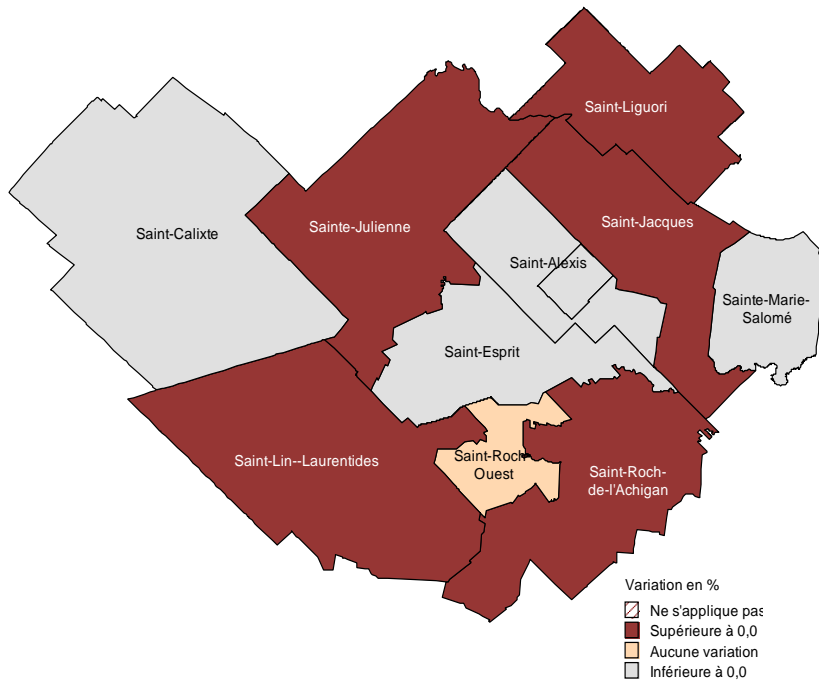 Saint-Liguori
Saint-Calixte
Sainte-Julienne
Saint-Jacques
Saint-Alexis
Sainte-Marie-
Salomé
Saint-Esprit
Saint-Lin--Laurentides
Saint-Roch-
Ouest
Saint-Roch-
de-l'Achigan
Variation en %
Ne s'applique pas
Supérieure à 0,0
Aucune variation
Inférieure à 0,0